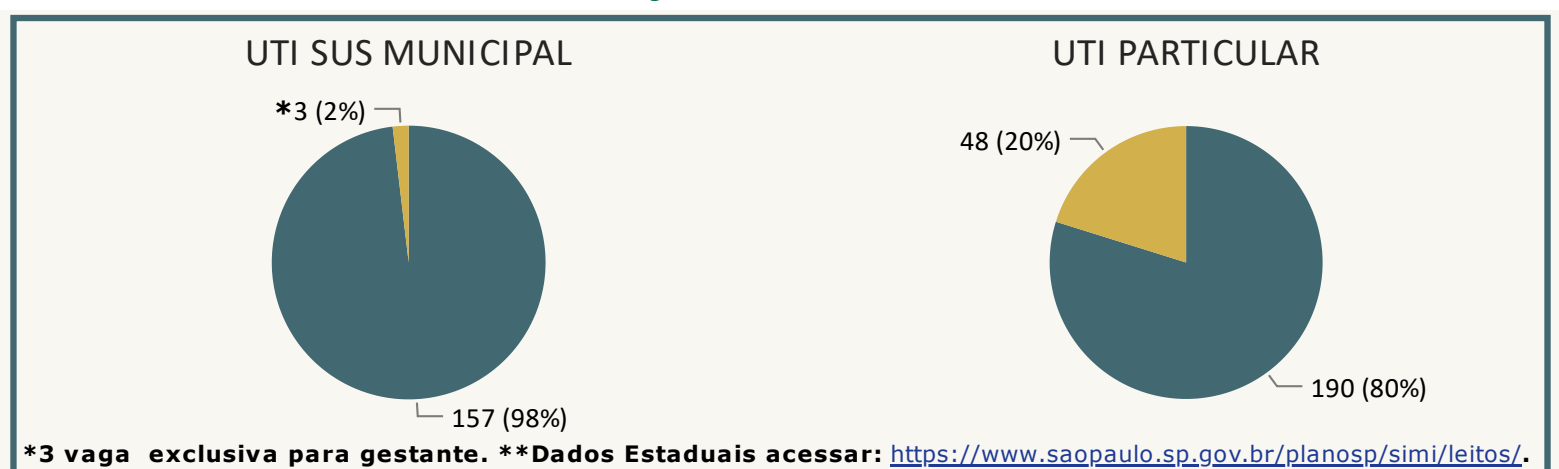 UTI SUS MUNICIPAL
*3 (2%)
157 (98%)
UTI PARTICULAR
48 (20%)
190 (80%)
*3 vaga exclusiva para gestante. **Dados Estaduais acessar: https://www.saopaulo.sp.gov.br/planosp/simi/leitos/.